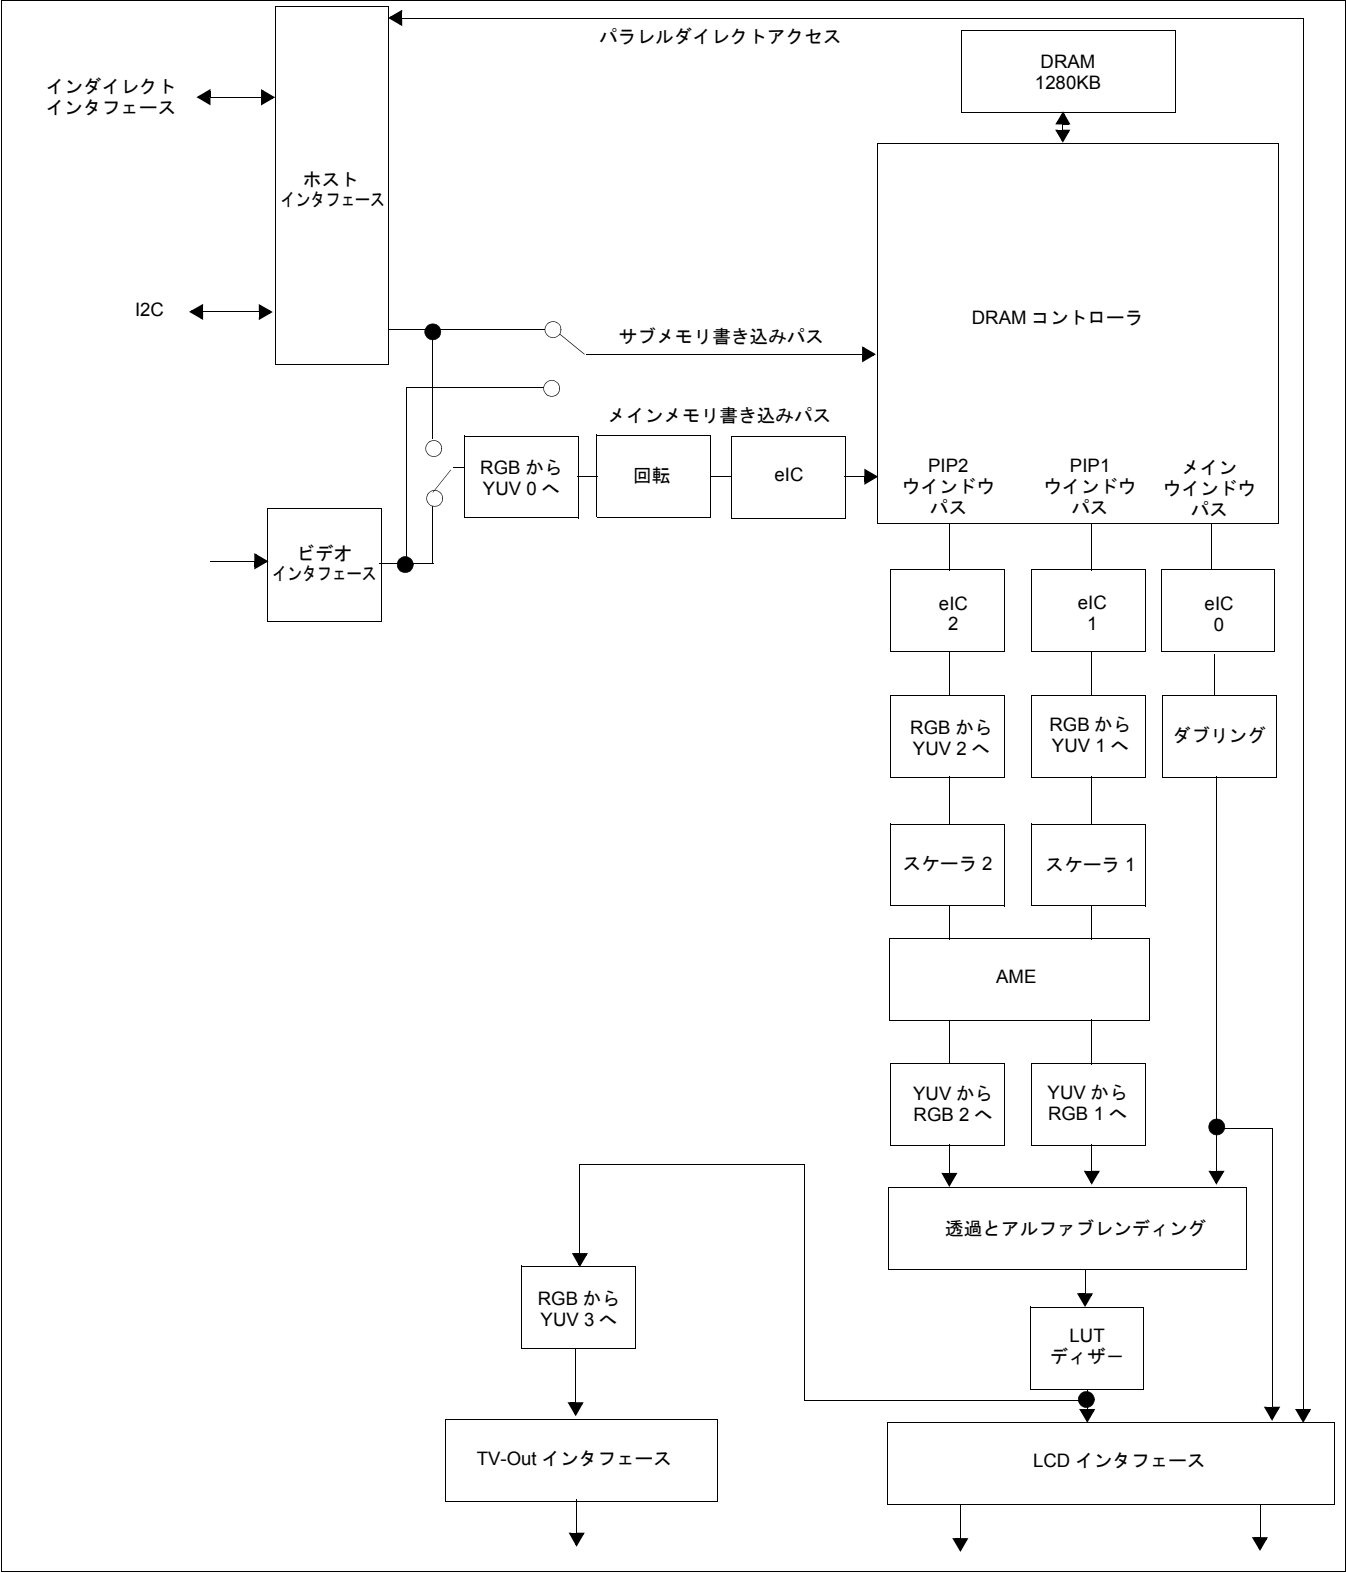 パラレルダイレクトアクセス
DRAM
1280KB
インダイレクト
インタフェース
ホスト
インタフェース
I2C
DRAM コントローラ
サブメモリ書き込みパス
メインメモリ書き込みパス
RGB から
YUV 0 へ
回転
eIC
PIP2
ウインドウ
パス
PIP1
ウインドウ
パス
メイン
ウインドウ
パス
ビデオ
インタフェース
eIC
2
eIC
1
eIC
0
RGB から
YUV 2 へ
RGB から
YUV 1 へ
ダブリング
スケーラ 2
スケーラ 1
AME
YUV から
RGB 2 へ
YUV から
RGB 1 へ
透過とアルファブレンディング
RGB から
YUV 3 へ
LUT
ディザー
TV-Out インタフェース
LCD インタフェース